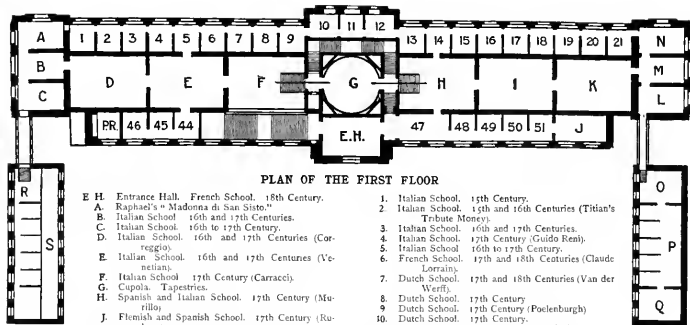 10 11 12
A 1 2 3 4 5 6 7 8 9 13 14 15 16 17 18 19 20 21 N
B D E F G H I K M
C L
PR. 46 45 44 E.H. 47 48 49 50 51 J
R S
O
P
Q
PLAN OF THE FIRST FLOOR
E H. Entrance Hall. French School. 18th Century.
A. Raphael's "Madonna di San Sisto."
B Italian School 16th and 17th Centuries.
C. Italian School. 16th to 17th Century.
D. Italian School. 16th and 17th Centuries (Cor-
reggio).
E. Italian School. 16th and 17th Centuries (Ve-
netian).
F. Italian School 17th Century (Carracci).
G. Cupola. Tapestries.
H. Spanish and Italian School. 17th Century (Mu-
rillo)
J. Flemish and Spanish School. 17th Century (Ru-
1. Italian School. 15th Century.
2. Italian School. 15th and 16th Centuries (Titian's
Tribute Money).
3. Italian School. 16th and 17th Centuries.
4. Italian School. 17th Century (Guido Reni).
5. Italian School 16th to 17th Century.
6. French School. 17th and 18th Centuries (Claude
Lorrain).
7. Dutch School. 17th and 18th Centuries (Van der
Werff).
8. Dutch School. 17th Century
9 Dutch School. 17th Century (Poelenburgh)
10. Dutch School. 17th Century.